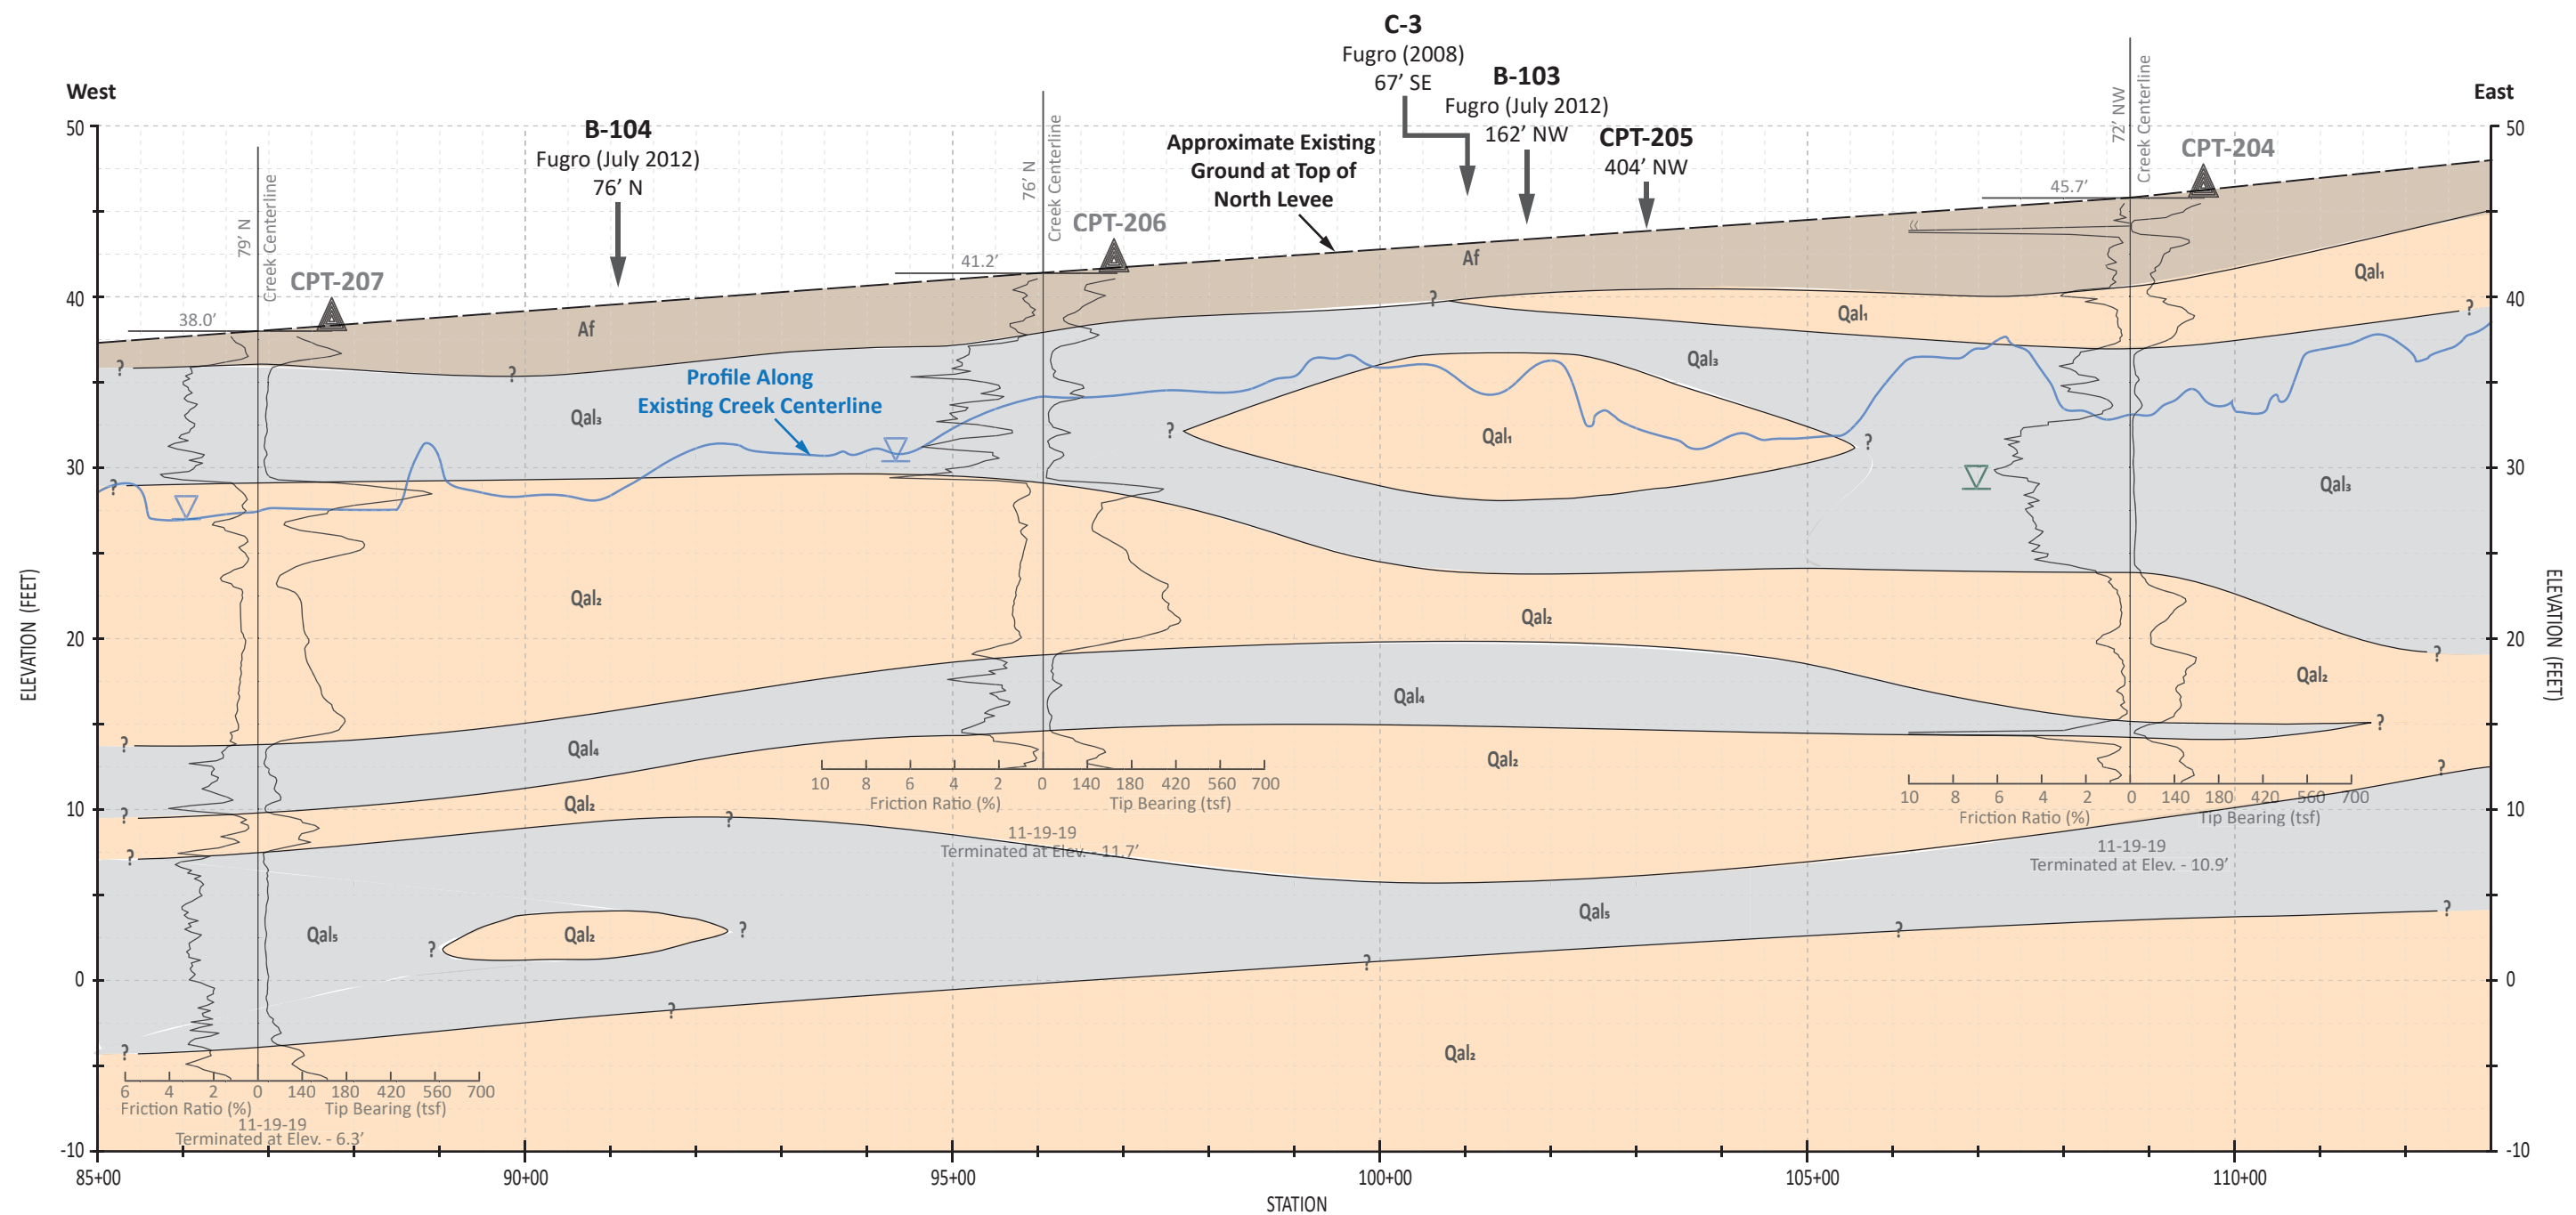 C-3
Fugro (2008)
67’ SE
B-103
Fugro (July 2012)
162’ NW
West
East
B-104
Fugro (July 2012)
76’ N
Approximate Existing
Ground at Top of
North Levee
CPT-205
404’ NW
79’ N
Creek Centerline
CPT-207
38.0’
76’ N
Creek Centerline
CPT-206
41.2’
72’ NW
Creek Centerline
CPT-204
45.7’
50
40
30
20
10
0
-10
ELEVATION (FEET)
50
40
30
20
10
0
-10
ELEVATION (FEET)
Af
Af
?
?
?
Qal₁
Qal₁
?
Profile Along
Existing Creek Centerline
Qal₃
Qal₃
?
Qal₁
?
?
Qal₃
Qal₂
Qal₂
?
Qal₂
?
Qal₄
Qal₄
?
?
Qal₂
Qal₂
?
?
?
?
Qal₅
?
Qal₂
?
Qal₅
?
?
?
?
?
Qal₂
10 8 6 4 2 0 140 180 420 560 700
Friction Ratio (%) Tip Bearing (tsf)
11-19-19
Terminated at Elev. - 11.7’
10 8 6 4 2 0 140 180 420 560 700
Friction Ratio (%) Tip Bearing (tsf)
11-19-19
Terminated at Elev. - 10.9’
6 4 2 0 140 180 420 560 700
Friction Ratio (%) Tip Bearing (tsf)
11-19-19
Terminated at Elev. - 6.3’
85+00 90+00 95+00 100+00 105+00 110+00
STATION